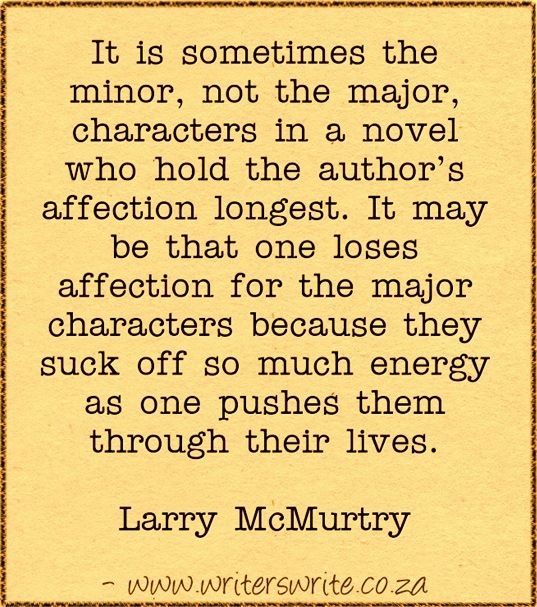 It is sometimes the
minor, not the major,
characters in a novel
who hold the author's
affection longest. It may
be that one loses
affection for the major
characters because they
suck off so much energy
as one pushes them
through their lives.
Larry McMurtry
- www.writerswrite.co.za